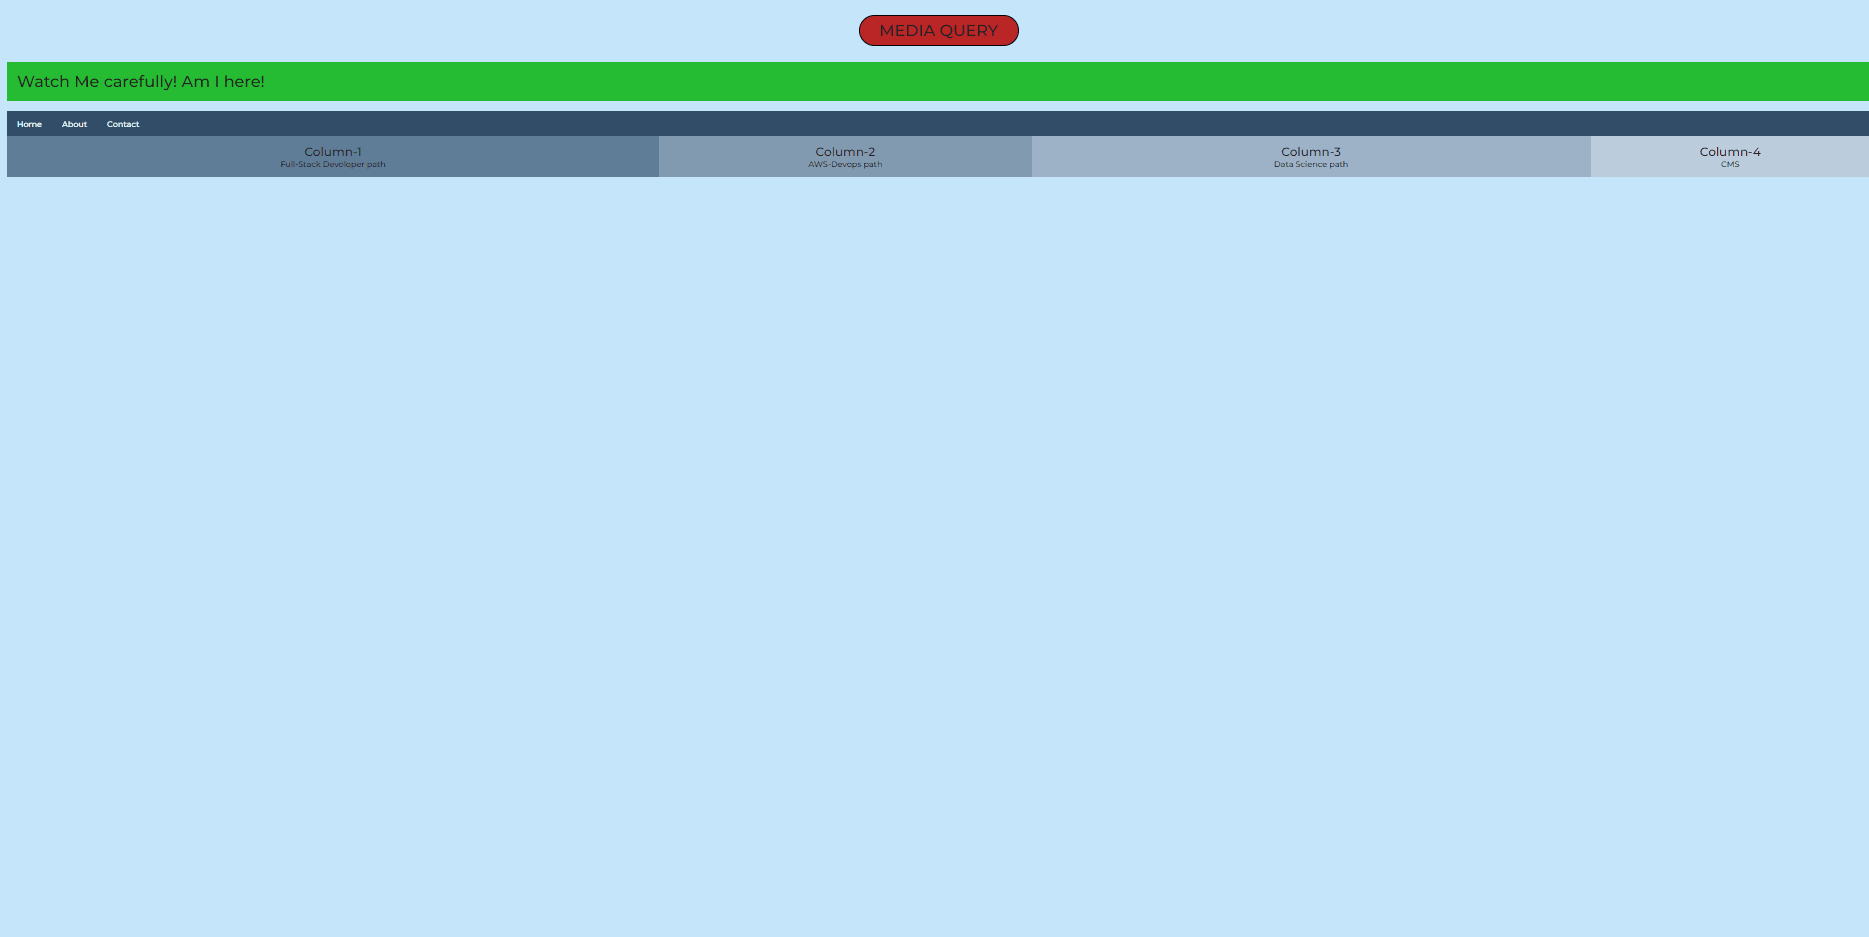 MEDIA QUERY
Watch Me carefully! Am I here!
Home About Contact
Column-1 Column-2 Column-3 Column-4
Full-Stack Devoloper path AWS-Devops path Data Science path CMS